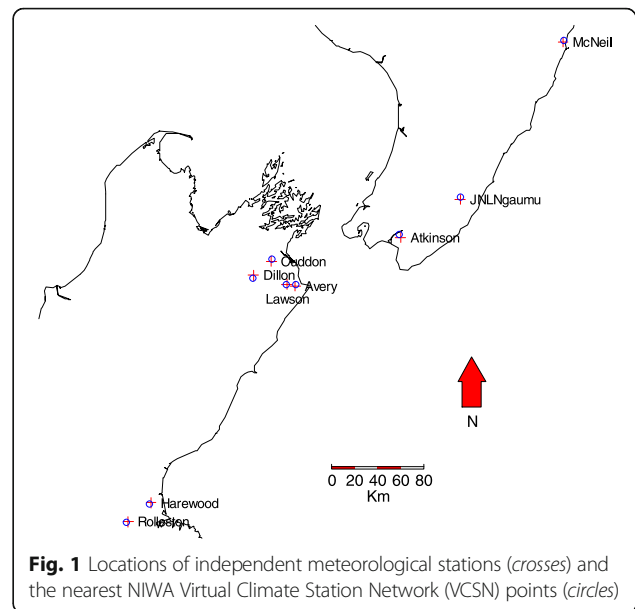 McNeil
JNLNgaumu
Atkinson
Ouddon
Dillon
Lawson
Avery
N
0 20 40 60 80
Km
Harewood
Rolleston
Fig. 1 Locations of independent meteorological stations (crosses) and
the nearest NIWA Virtual Climate Station Network (VCSN) points (circles)